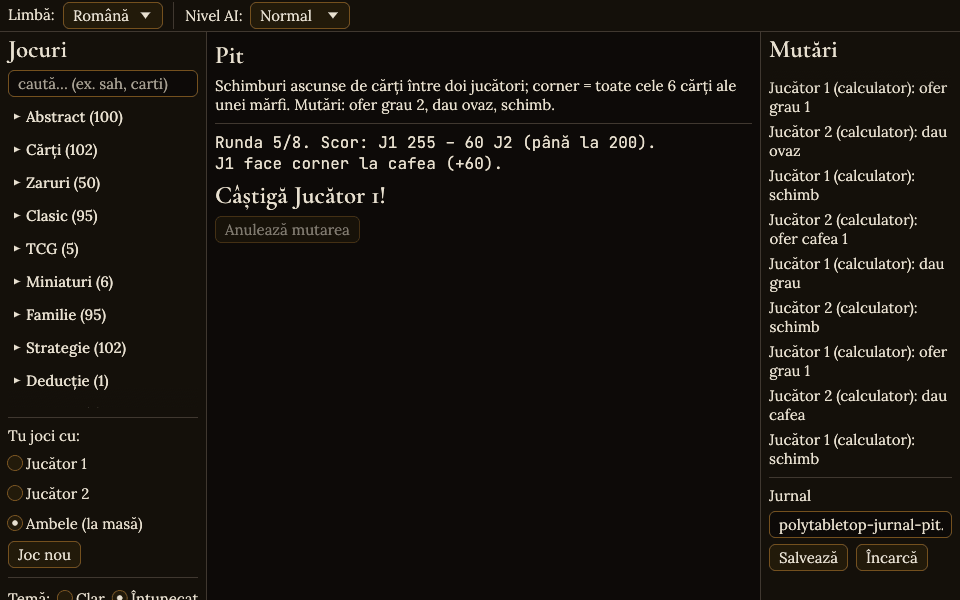 Limbă: Română ▼ Nivel AI: Normal ▼
Jocuri
caută... (ex. sah, carti)
▸ Abstract (100)
▸ Cărți (102)
▸ Zaruri (50)
▸ Clasic (95)
▸ TCG (5)
▸ Miniaturi (6)
▸ Familie (95)
▸ Strategie (102)
▸ Deducție (1)
Tu joci cu:
Jucător 1
Jucător 2
Ambele (la masă)
Joc nou
Temă: Clar Întunecat
Pit
Schimburi ascunse de cărți între doi jucători; corner = toate cele 6 cărți ale
unei mărfi. Mutări: ofer grau 2, dau ovaz, schimb.
Runda 5/8. Scor: J1 255 – 60 J2 (până la 200).
J1 face corner la cafea (+60).
Câștigă Jucător 1!
Anulează mutarea
Mutări
Jucător 1 (calculator): ofer
grau 1
Jucător 2 (calculator): dau
ovaz
Jucător 1 (calculator):
schimb
Jucător 2 (calculator):
ofer cafea 1
Jucător 1 (calculator): dau
grau
Jucător 2 (calculator):
schimb
Jucător 1 (calculator): ofer
grau 1
Jucător 2 (calculator): dau
cafea
Jucător 1 (calculator):
schimb
Jurnal
polytabletop-jurnal-pit.
Salvează Încarcă